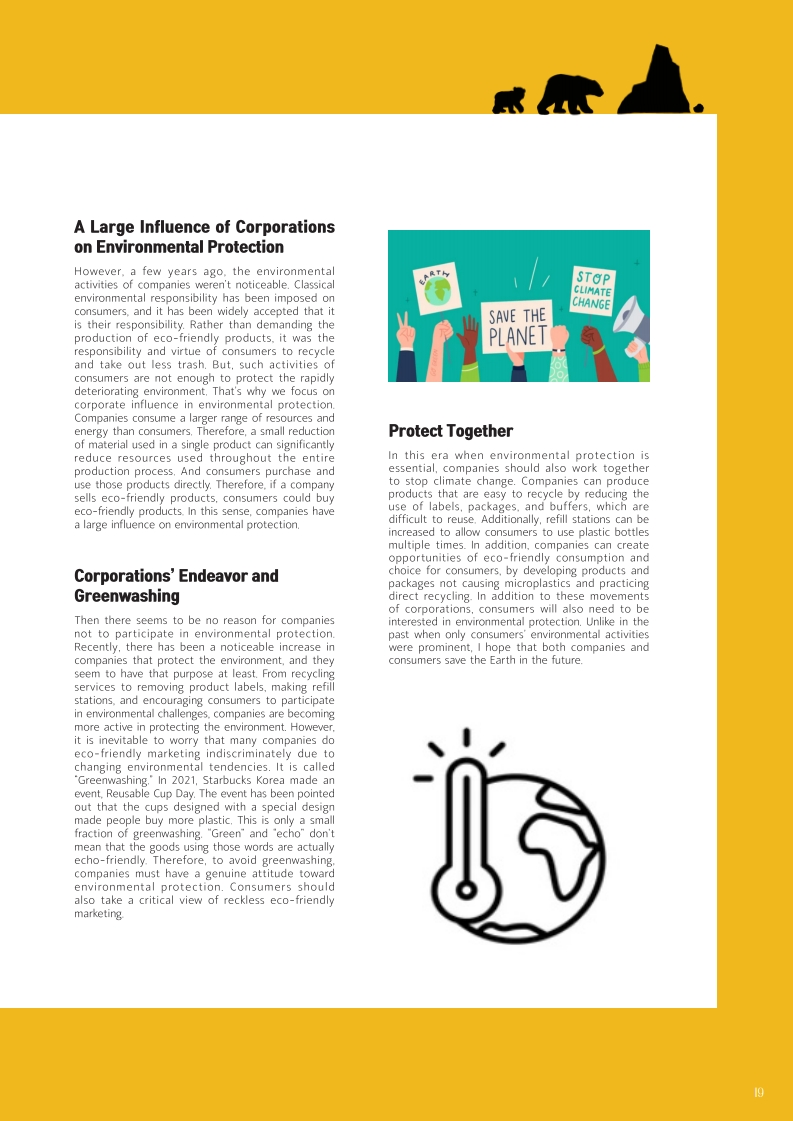 A Large Influence of Corporations
on Environmental Protection
However, a few years ago, the environmental
activities of companies weren't noticeable. Classical
environmental responsibility has been imposed on
consumers, and it has been widely accepted that it
is their responsibility. Rather than demanding the
production of eco-friendly products, it was the
responsibility and virtue of consumers to recycle
and take out less trash. But, such activities of
consumers are not enough to protect the rapidly
deteriorating environment. That's why we focus on
corporate influence in environmental protection.
Companies consume a larger range of resources and
energy than consumers. Therefore, a small reduction
of material used in a single product can significantly
reduce resources used throughout the entire
production process. And consumers purchase and
use those products directly. Therefore, if a company
sells eco-friendly products, consumers could buy
eco-friendly products. In this sense, companies have
a large influence on environmental protection.
Corporations' Endeavor and
Greenwashing
Then there seems to be no reason for companies
not to participate in environmental protection.
Recently, there has been a noticeable increase in
companies that protect the environment, and they
seem to have that purpose at least. From recycling
services to removing product labels, making refill
stations, and encouraging consumers to participate
in environmental challenges, companies are becoming
more active in protecting the environment. However,
it is inevitable to worry that many companies do
eco-friendly marketing indiscriminately due to
changing environmental tendencies. It is called
"Greenwashing." In 2021, Starbucks Korea made an
event, Reusable Cup Day. The event has been pointed
out that the cups designed with a special design
made people buy more plastic. This is only a small
fraction of greenwashing. "Green" and "echo" don't
mean that the goods using those words are actually
echo-friendly. Therefore, to avoid greenwashing,
companies must have a genuine attitude toward
environmental protection. Consumers should
also take a critical view of reckless eco-friendly
marketing.
EARTH
SAVE THE
PLANET
STOP
CLIMATE
CHANGE
Protect Together
In this era when environmental protection is
essential, companies should also work together
to stop climate change. Companies can produce
products that are easy to recycle by reducing the
use of labels, packages, and buffers, which are
difficult to reuse. Additionally, refill stations can be
increased to allow consumers to use plastic bottles
multiple times. In addition, companies can create
opportunities of eco-friendly consumption and
choice for consumers, by developing products and
packages not causing microplastics and practicing
direct recycling. In addition to these movements
of corporations, consumers will also need to be
interested in environmental protection. Unlike in the
past when only consumers' environmental activities
were prominent, I hope that both companies and
consumers save the Earth in the future.
19